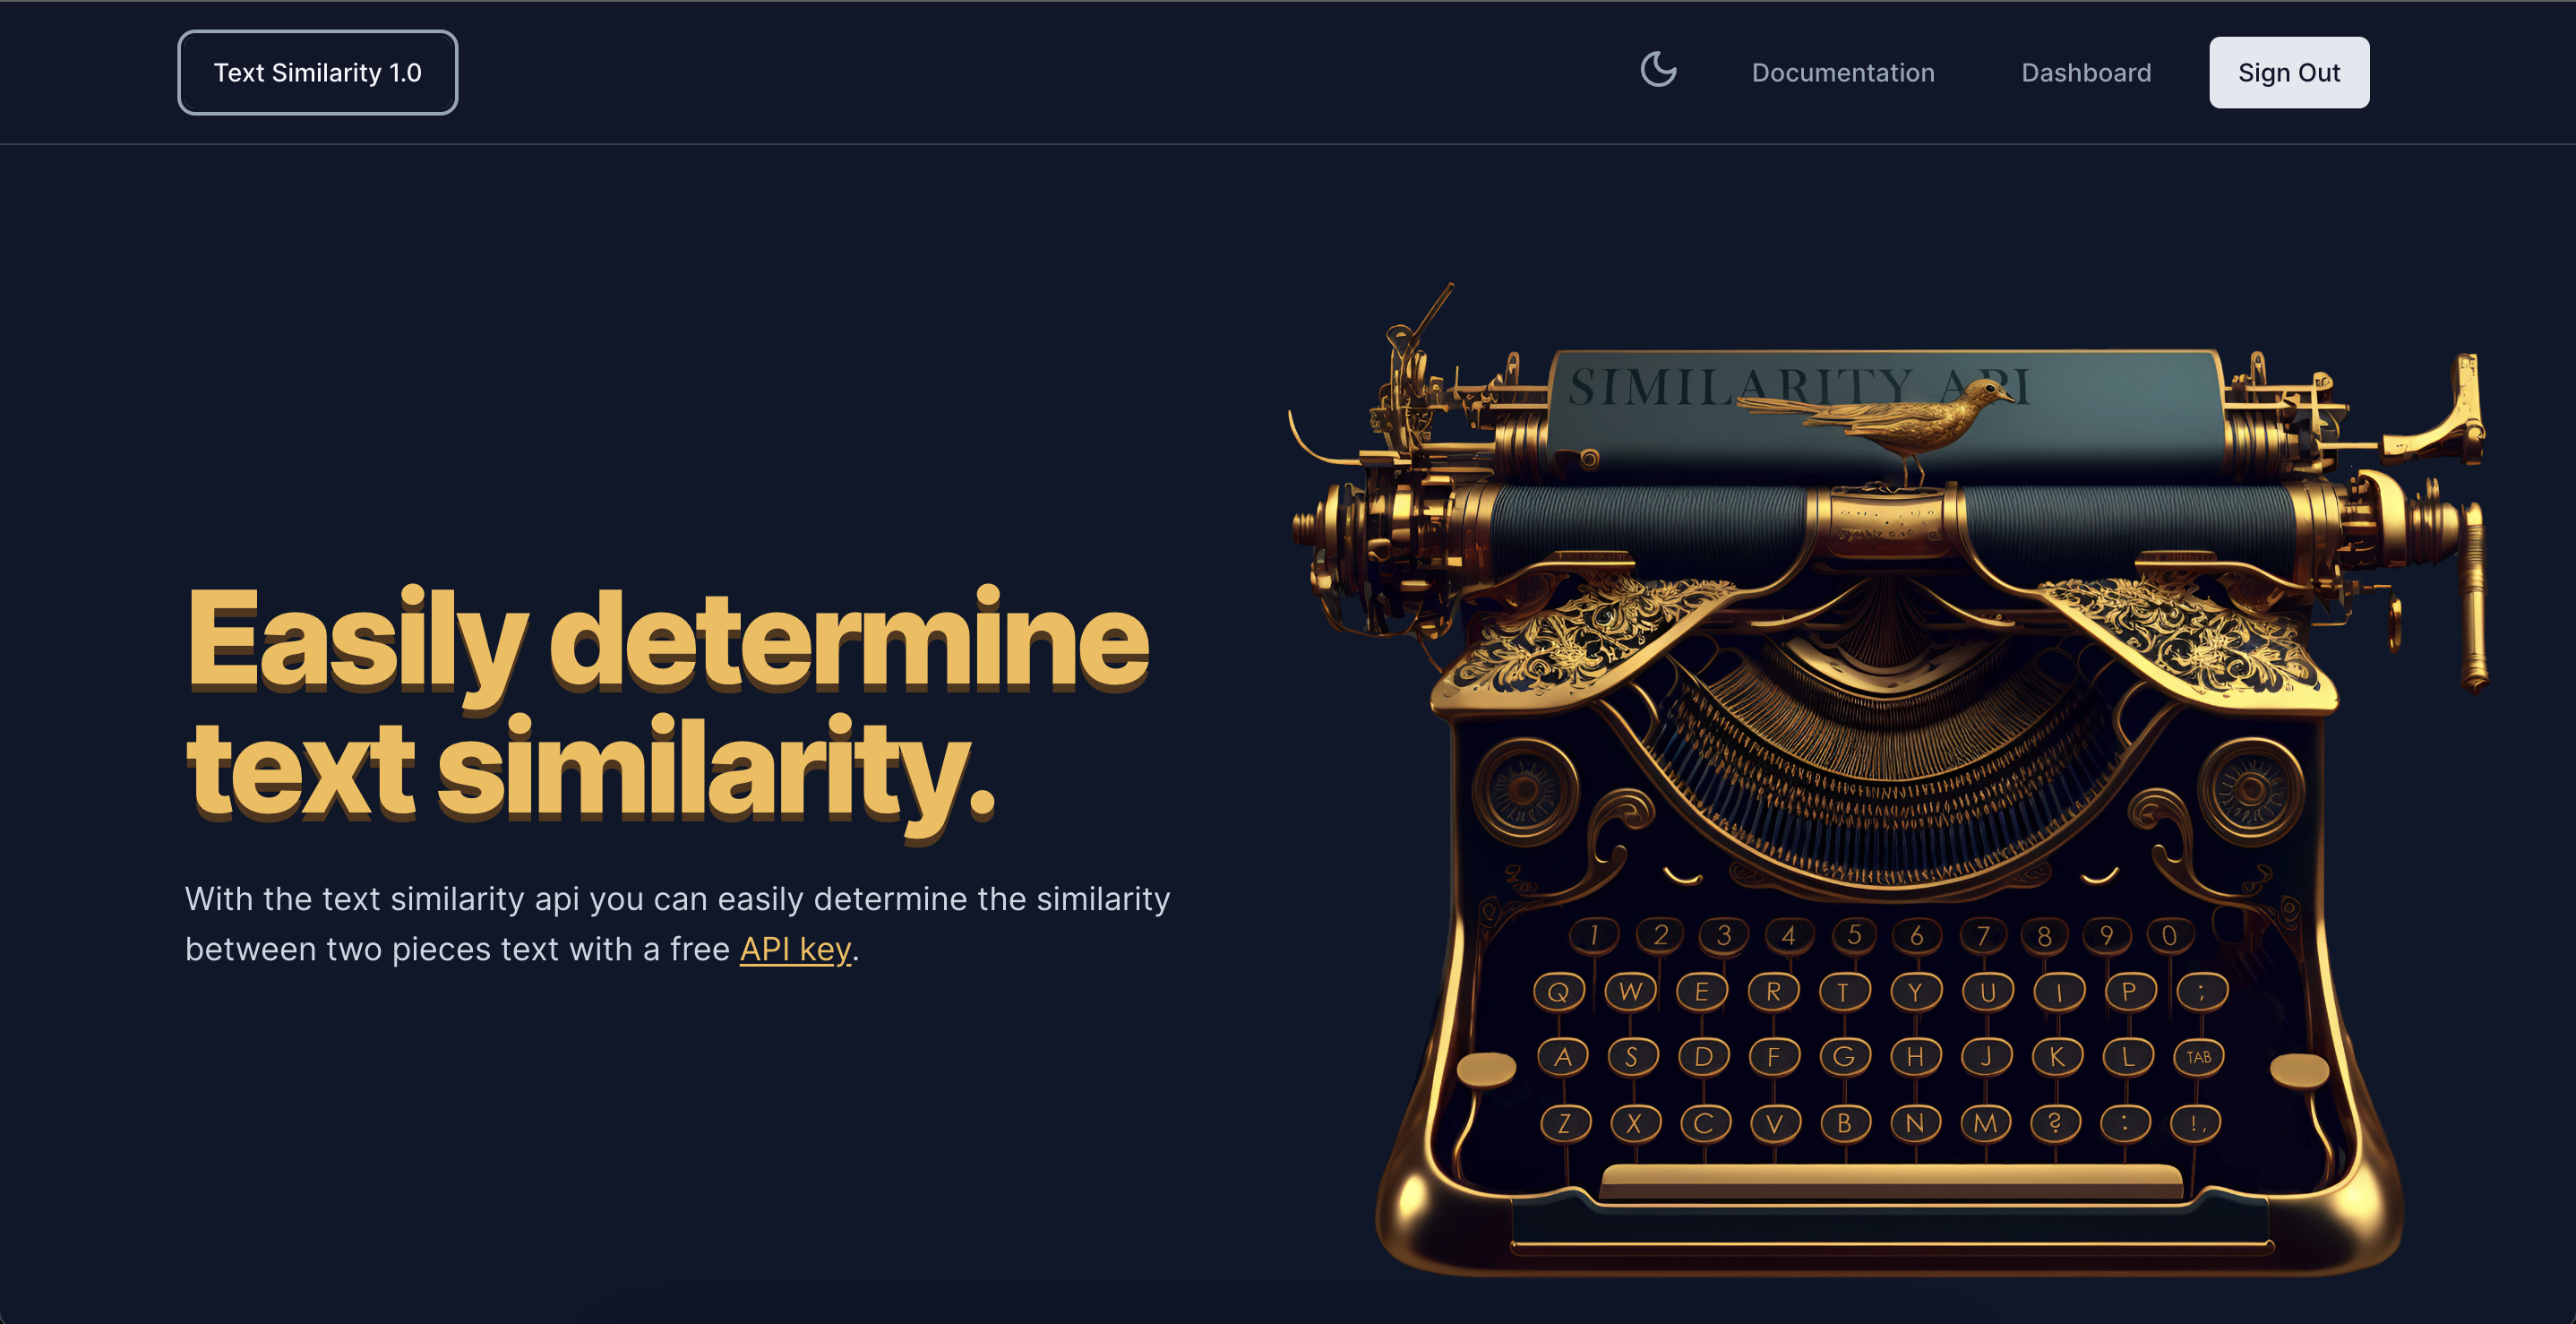 Text Similarity 1.0
Documentation
Dashboard
Sign Out
SIMILARITY API
Easily determine
text similarity.
With the text similarity api you can easily determine the similarity
between two pieces text with a free API key.
1 2 3 4 5 6 7 8 9 0
Q W E R T Y U I P ;
A S D F G H J K L TAB
Z X C V B N M ? : !,